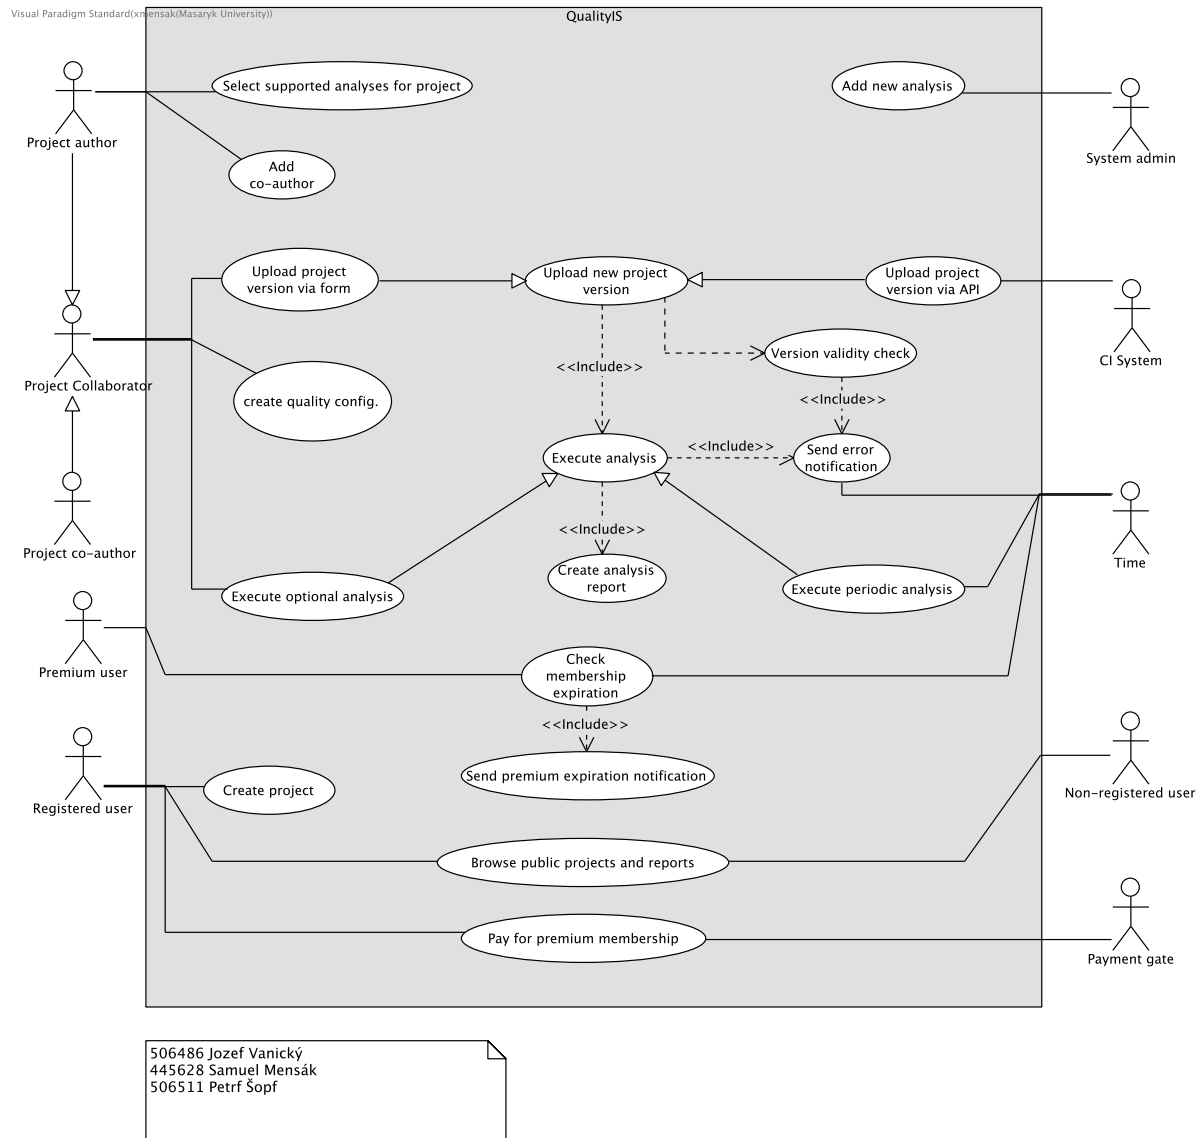 Visual Paradigm Standard(xmensak(Masaryk University))
QualityIS
Select supported analyses for project
Add new analysis
Project author
System admin
Add
co-author
Upload project
version via form
Upload new project
version
Upload project
version via API
<<Include>>
Version validity check
CI System
Project Collaborator
create quality config.
<<Include>>
<<Include>>
Execute analysis
Send error
notification
Project co-author
<<Include>>
Time
Create analysis
report
Execute optional analysis
Execute periodic analysis
Premium user
Check
membership
expiration
<<Include>>
Send premium expiration notification
Registered user
Create project
Non-registered user
Browse public projects and reports
Pay for premium membership
Payment gate
506486 Jozef Vanický
445628 Samuel Mensák
506511 Petrf Šopf